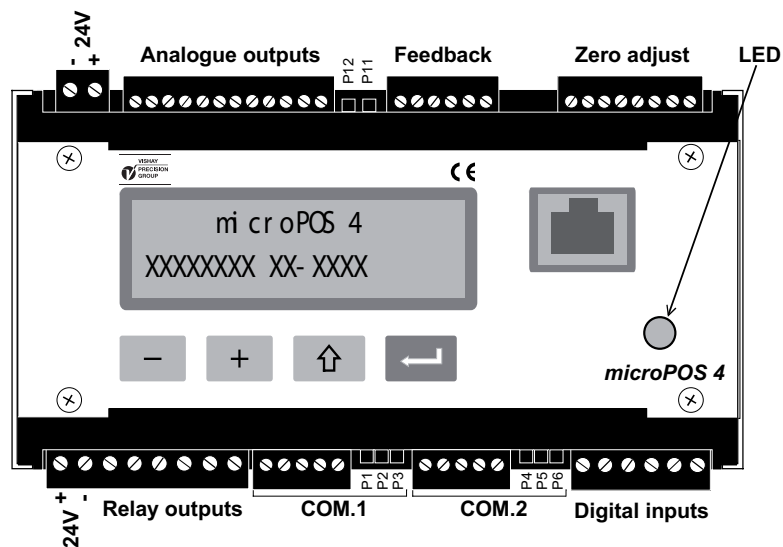 - 24V
+
Analogue outputs
P12
P11
Feedback
Zero adjust
LED
VISHAY
PRECISION
GROUP
CE
microPOS 4
XXXXXXXX XX-XXXX
- +
microPOS 4
24V +
-
Relay outputs
P1
P2
P3
COM.1
COM.2
P4
P5
P6
Digital inputs